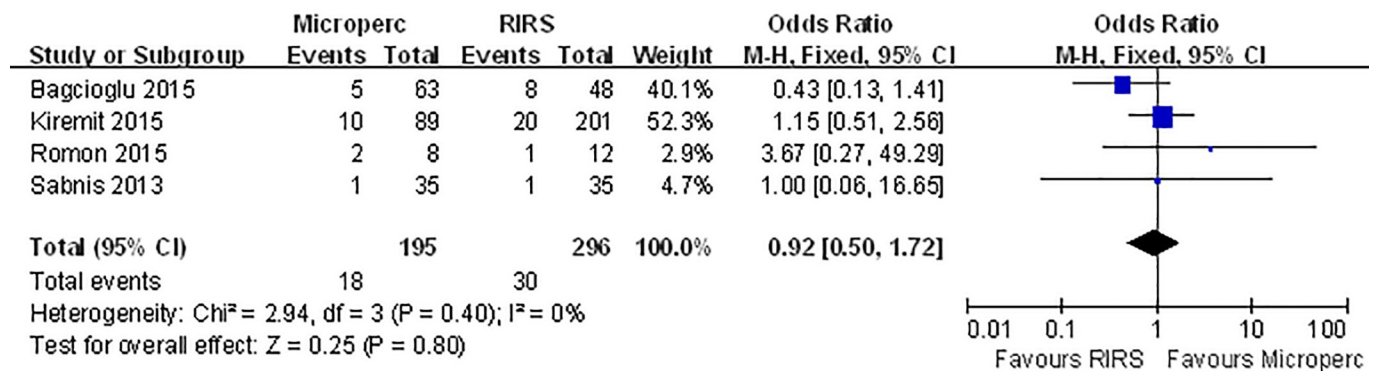 Microperc RIRS Odds Ratio Odds Ratio
Study or Subgroup Events Total Events Total Weight M-H, Fixed, 95% CI M-H, Fixed, 95% CI
Bagcioglu 2015 5 63 8 48 40.1% 0.43 [0.13, 1.41]
Kiremit 2015 10 89 20 201 52.3% 1.15 [0.51, 2.56]
Romon 2015 2 8 1 12 2.9% 3.67 [0.27, 49.29]
Sabnis 2013 1 35 1 35 4.7% 1.00 [0.06, 16.65]
Total (95% CI) 195 296 100.0% 0.92 [0.50, 1.72]
Total events 18 30
Heterogeneity: Chi² = 2.94, df = 3 (P = 0.40); I² = 0%
Test for overall effect: Z = 0.25 (P = 0.80)
0.01 0.1 1 10 100
Favours RIRS Favours Microperc